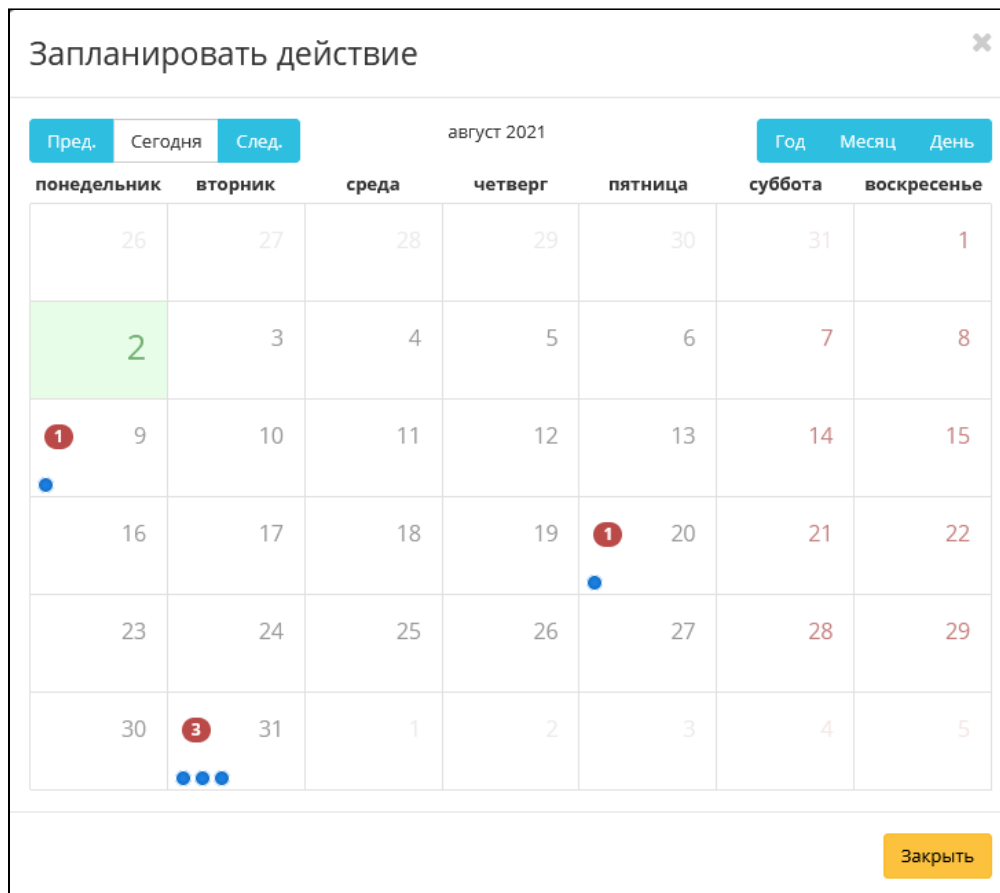 Запланировать действие ×
Пред. Сегодня След. август 2021 Год Месяц День
понедельник вторник среда четверг пятница суббота воскресенье
26 27 28 29 30 31 1
2 3 4 5 6 7 8
1 9 10 11 12 13 14 15
16 17 18 19 1 20 21 22
23 24 25 26 27 28 29
30 3 31 1 2 3 4 5
Закрыть